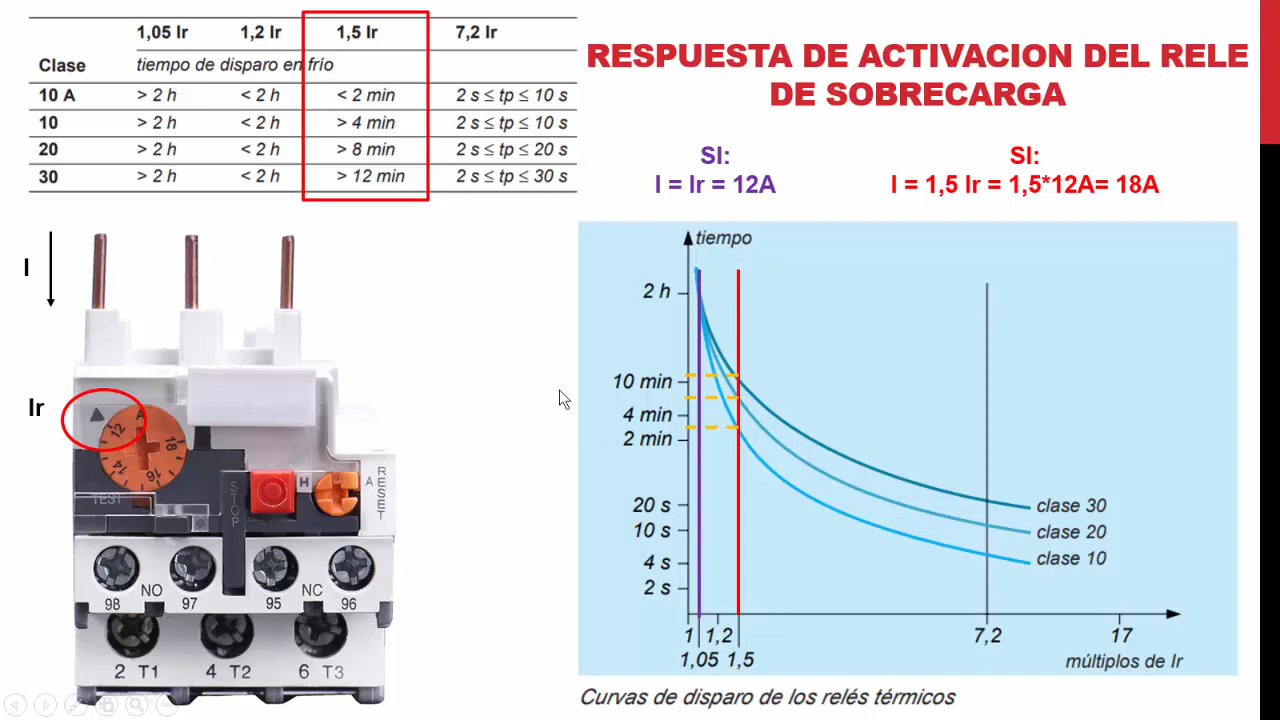 1,05 Ir 1,2 Ir 1,5 Ir 7,2 Ir
Clase tiempo de disparo en frío
10 A > 2 h < 2 h < 2 min 2 s ≤ tp ≤ 10 s
10 > 2 h < 2 h > 4 min 2 s ≤ tp ≤ 10 s
20 > 2 h < 2 h > 8 min 2 s ≤ tp ≤ 20 s
30 > 2 h < 2 h > 12 min 2 s ≤ tp ≤ 30 s
RESPUESTA DE ACTIVACION DEL RELE
DE SOBRECARGA
SI:
I = Ir = 12A
SI:
I = 1,5 Ir = 1,5*12A= 18A
I
Ir
A
12
14
16
18
TEST
STOP
H
A
RESET
NO NC
98 97 95 96
2 T1 4 T2 6 T3
tiempo
2 h
10 min
4 min
2 min
20 s
10 s
4 s
2 s
clase 30
clase 20
clase 10
1 1,2 7,2 17
1,05 1,5
múltiplos de Ir
Curvas de disparo de los relés térmicos